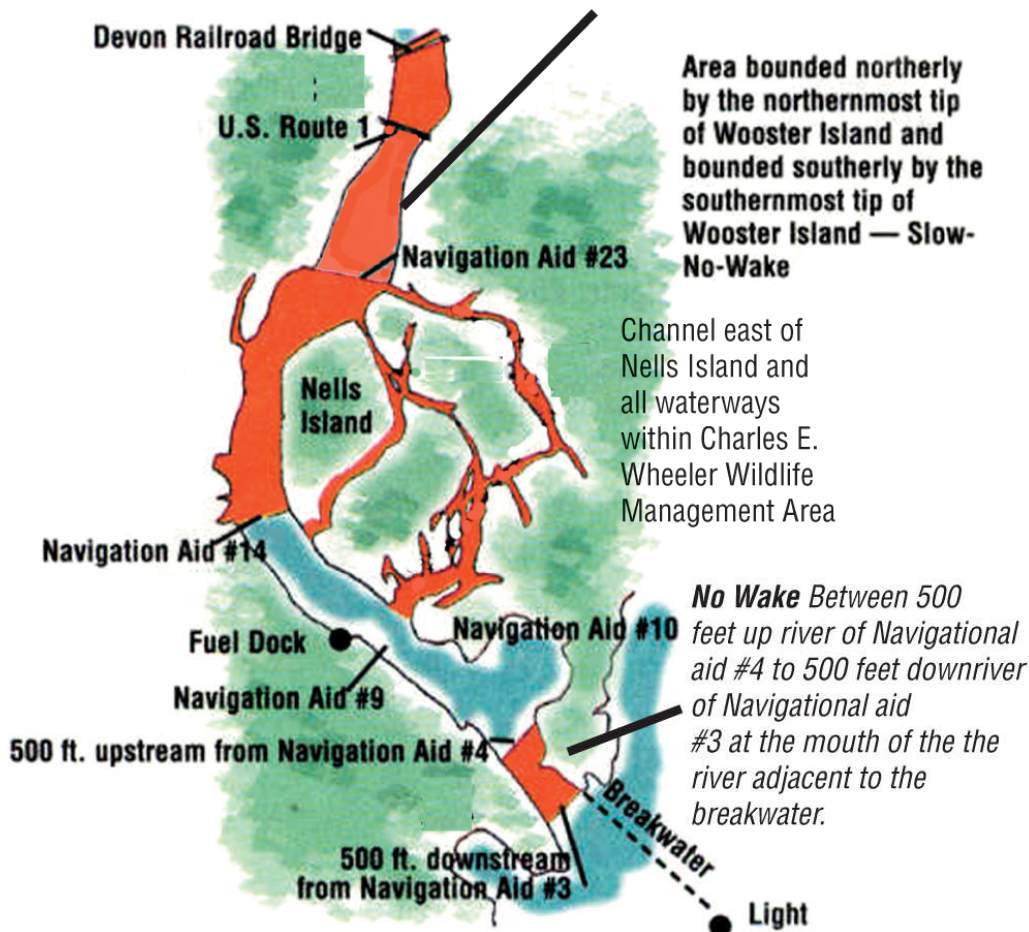 Devon Railroad Bridge
U.S. Route 1
Area bounded northerly
by the northernmost tip
of Wooster Island and
bounded southerly by the
southernmost tip of
Wooster Island — Slow-
No-Wake
Navigation Aid #23
Channel east of
Nells Island and
all waterways
within Charles E.
Wheeler Wildlife
Management Area
Nells
Island
Navigation Aid #14
Fuel Dock
Navigation Aid #10
Navigation Aid #9
No Wake Between 500
feet up river of Navigational
aid #4 to 500 feet downriver
of Navigational aid
#3 at the mouth of the the
river adjacent to the
breakwater.
500 ft. upstream from Navigation Aid #4
Breakwater
500 ft. downstream
from Navigation Aid #3
Light